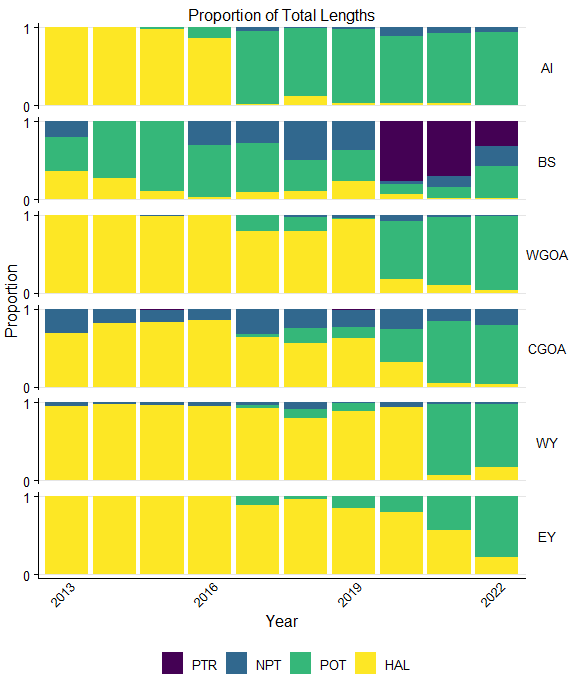 Proportion of Total Lengths
1
0
AI
1
0
BS
1
0
WGOA
1
0
CGOA
1
0
WY
1
0
EY
Proportion
2013 2016 2019 2022
Year
PTR NPT POT HAL